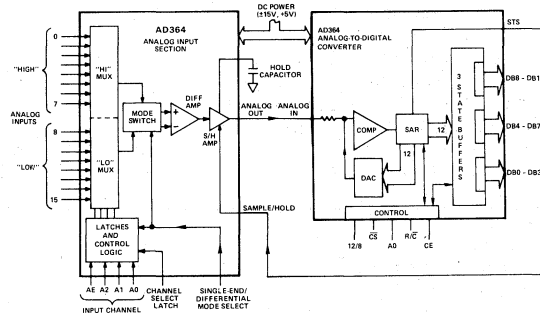 AD364
ANALOG INPUT
SECTION
DC POWER
(±15V, +5V)
AD364
ANALOG-TO-DIGITAL
CONVERTER
STS
0
"HIGH"
7
ANALOG
INPUTS
8
"LOW"
15
"HI"
MUX
"LO"
MUX
MODE
SWITCH
DIFF
AMP
+
−
S/H
AMP
HOLD
CAPACITOR
ANALOG
OUT
ANALOG
IN
COMP
SAR
12
12
DAC
3
STATE BUFFERS
DB8 - DB1
DB4 - DB7
DB0 - DB3
SAMPLE/HOLD
CONTROL
12/8
C̅S̅
A0
R/C̅
CE
LATCHES
AND
CONTROL
LOGIC
AE A2 A1 A0
INPUT CHANNEL
CHANNEL
SELECT
LATCH
SINGLE-END/
DIFFERENTIAL
MODE SELECT